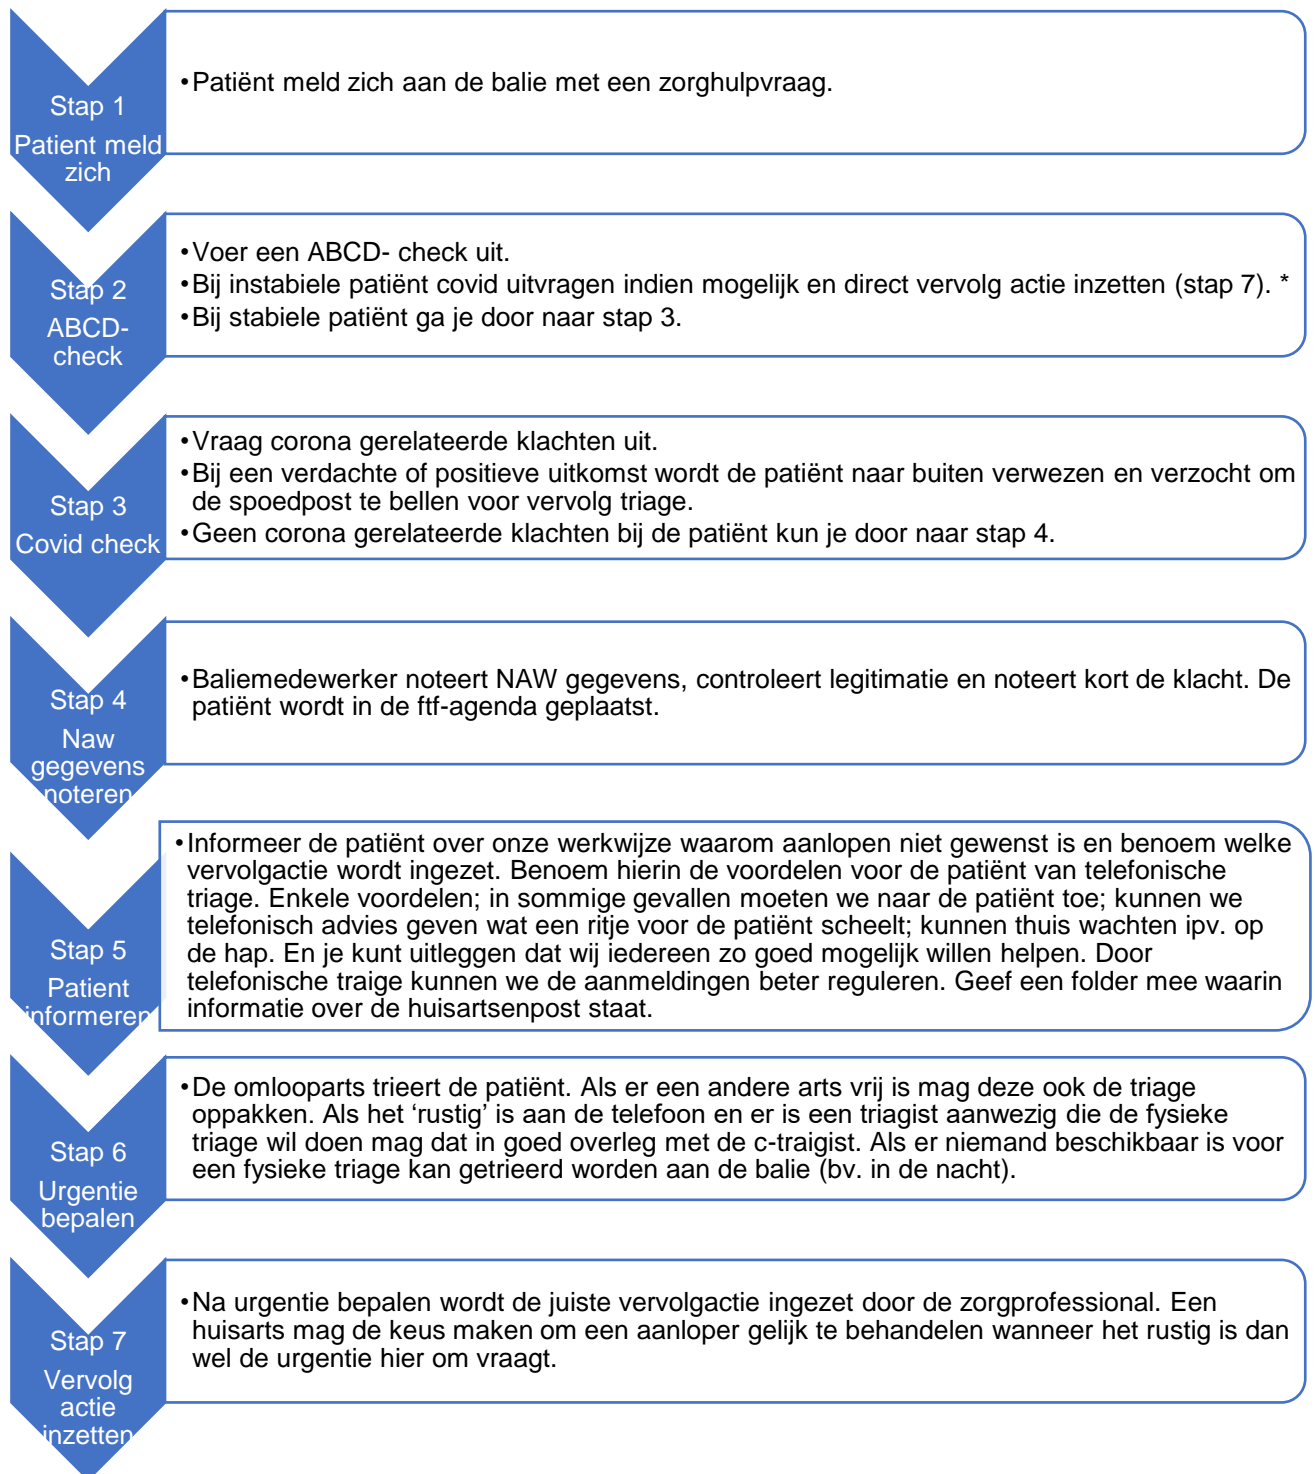 Stap 1
Patient meld
zich
•Patiënt meld zich aan de balie met een zorghulpvraag.
Stap 2
ABCD-
check
•Voer een ABCD- check uit.
•Bij instabiele patiënt covid uitvragen indien mogelijk en direct vervolg actie inzetten (stap 7). *
•Bij stabiele patiënt ga je door naar stap 3.
Stap 3
Covid check
•Vraag corona gerelateerde klachten uit.
•Bij een verdachte of positieve uitkomst wordt de patiënt naar buiten verwezen en verzocht om
de spoedpost te bellen voor vervolg triage.
•Geen corona gerelateerde klachten bij de patiënt kun je door naar stap 4.
Stap 4
Naw
gegevens
noteren
•Baliemedewerker noteert NAW gegevens, controleert legitimatie en noteert kort de klacht. De
patiënt wordt in de ftf-agenda geplaatst.
Stap 5
Patient
informeren
•Informeer de patiënt over onze werkwijze waarom aanlopen niet gewenst is en benoem welke
vervolgactie wordt ingezet. Benoem hierin de voordelen voor de patiënt van telefonische
triage. Enkele voordelen; in sommige gevallen moeten we naar de patiënt toe; kunnen we
telefonisch advies geven wat een ritje voor de patiënt scheelt; kunnen thuis wachten ipv. op
de hap. En je kunt uitleggen dat wij iedereen zo goed mogelijk willen helpen. Door
telefonische traige kunnen we de aanmeldingen beter reguleren. Geef een folder mee waarin
informatie over de huisartsenpost staat.
Stap 6
Urgentie
bepalen
•De omlooparts trieert de patiënt. Als er een andere arts vrij is mag deze ook de triage
oppakken. Als het ‘rustig’ is aan de telefoon en er is een triagist aanwezig die de fysieke
triage wil doen mag dat in goed overleg met de c-traigist. Als er niemand beschikbaar is voor
een fysieke triage kan getrieerd worden aan de balie (bv. in de nacht).
Stap 7
Vervolg
actie
inzetten
•Na urgentie bepalen wordt de juiste vervolgactie ingezet door de zorgprofessional. Een
huisarts mag de keus maken om een aanloper gelijk te behandelen wanneer het rustig is dan
wel de urgentie hier om vraagt.